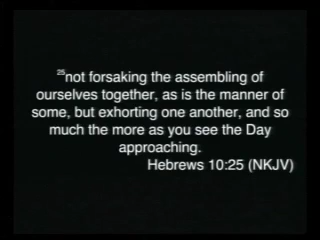 25not forsaking the assembling of
ourselves together, as is the manner of
some, but exhorting one another, and so
much the more as you see the Day
approaching.
Hebrews 10:25 (NKJV)